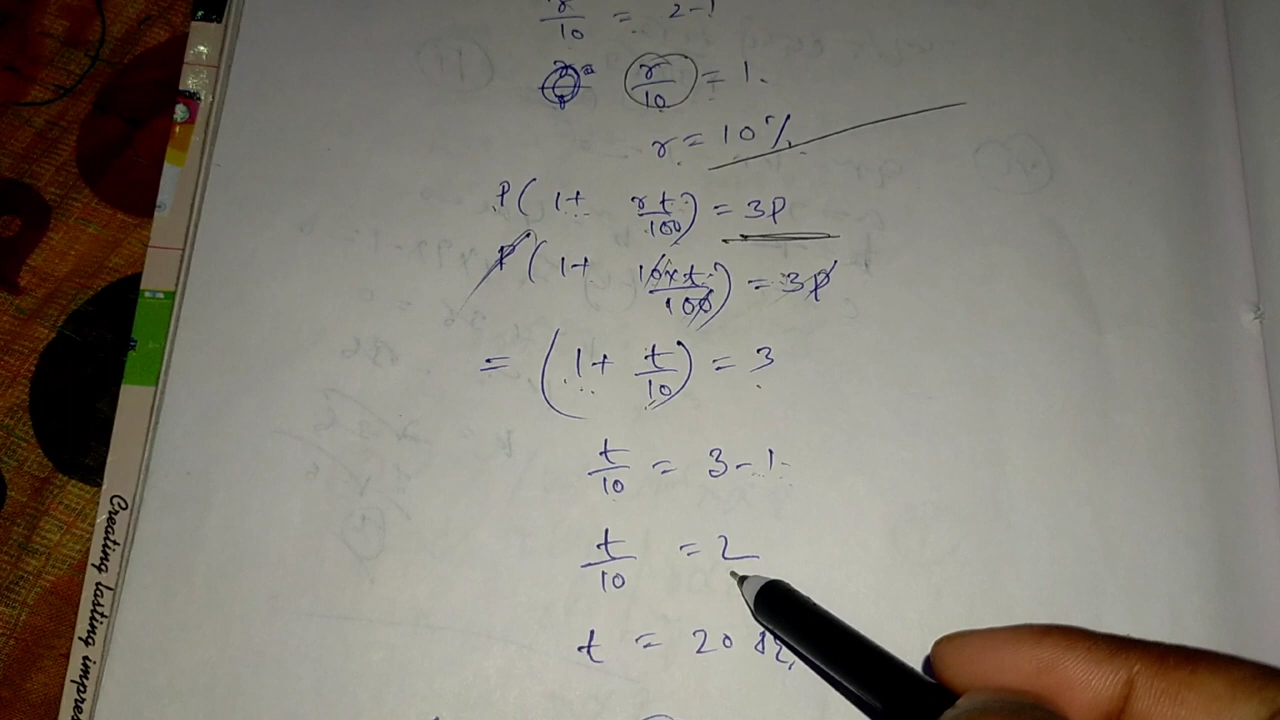 r/10 = 2-1
r/10 = 1.
r = 10%
P(1+ rt/100) = 3P
P(1+ 10×t/100) = 3P
= (1+ t/10) = 3
t/10 = 3-1
t/10 = 2
t = 20
Creating lasting impres